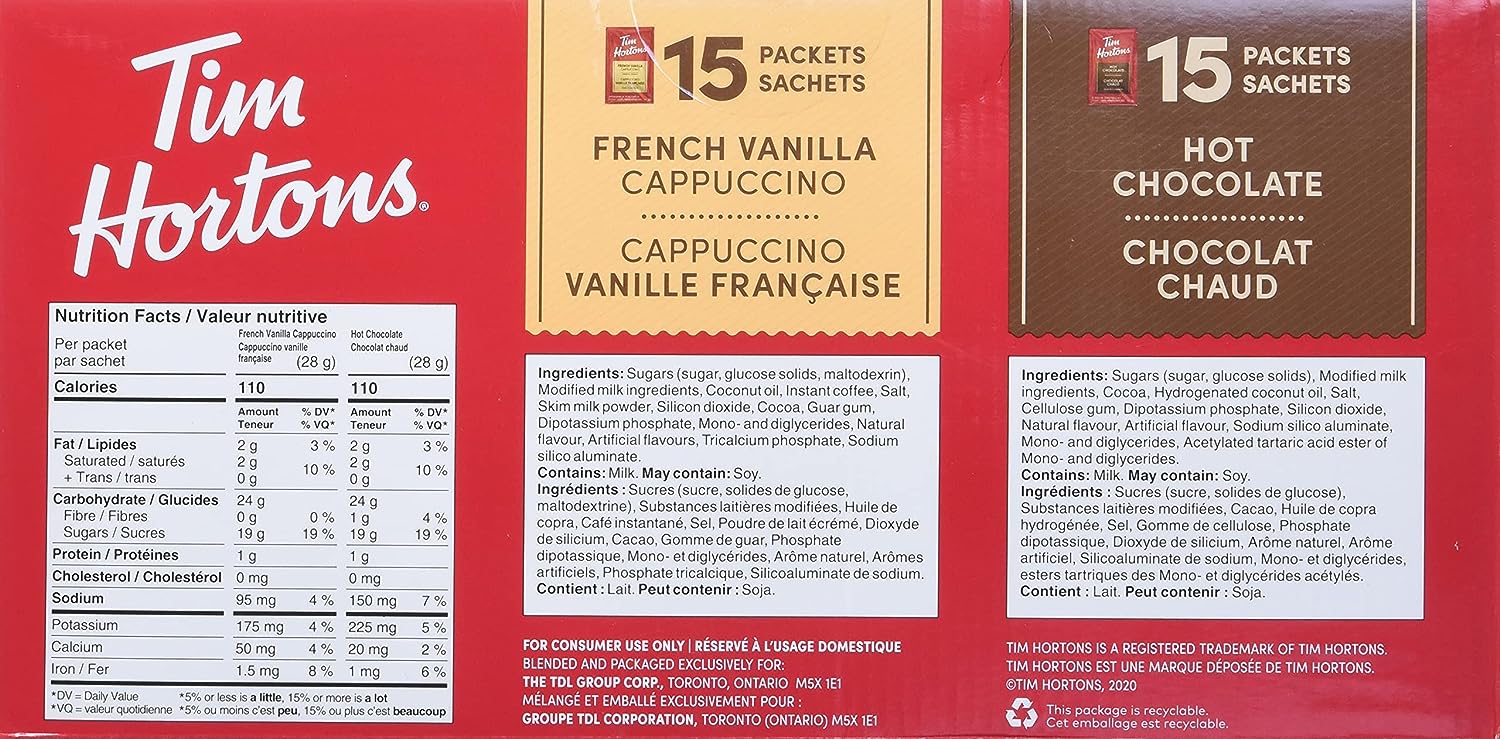 Tim
Hortons®
Nutrition Facts / Valeur nutritive
Per packet
par sachet
French Vanilla Cappuccino
Cappuccino vanille
française (28 g)
Hot Chocolate
Chocolat chaud
(28 g)
Calories 110 110
Amount % DV* Amount % DV*
Teneur % VQ* Teneur % VQ*
Fat / Lipides 2 g 3 % 2 g 3 %
Saturated / saturés 2 g 10 % 2 g 10 %
+ Trans / trans 0 g 0 g
Carbohydrate / Glucides 24 g 24 g
Fibre / Fibres 0 g 0 % 1 g 4 %
Sugars / Sucres 19 g 19 % 19 g 19 %
Protein / Protéines 1 g 1 g
Cholesterol / Cholestérol 0 mg 0 mg
Sodium 95 mg 4 % 150 mg 7 %
Potassium 175 mg 4 % 225 mg 5 %
Calcium 50 mg 4 % 20 mg 2 %
Iron / Fer 1.5 mg 8 % 1 mg 6 %
*DV = Daily Value *5% or less is a little, 15% or more is a lot
*VQ = valeur quotidienne *5% ou moins c'est peu, 15% ou plus c'est beaucoup
Tim
Hortons
FRENCH VANILLA
CAPPUCCINO
CAPPUCCINO
VANILLE FRANÇAISE
15 PACKETS
SACHETS
FRENCH VANILLA
CAPPUCCINO
CAPPUCCINO
VANILLE FRANÇAISE
Ingredients: Sugars (sugar, glucose solids, maltodexrin),
Modified milk ingredients, Coconut oil, Instant coffee, Salt,
Skim milk powder, Silicon dioxide, Cocoa, Guar gum,
Dipotassium phosphate, Mono- and diglycerides, Natural
flavour, Artificial flavours, Tricalcium phosphate, Sodium
silico aluminate.
Contains: Milk. May contain: Soy.
Ingrédients : Sucres (sucre, solides de glucose,
maltodextrine), Substances laitières modifiées, Huile de
copra, Café instantané, Sel, Poudre de lait écrémé, Dioxyde
de silicium, Cacao, Gomme de guar, Phosphate
dipotassique, Mono- et diglycérides, Arôme naturel, Arômes
artificiels, Phosphate tricalcique, Silicoaluminate de sodium.
Contient : Lait. Peut contenir : Soja.
FOR CONSUMER USE ONLY | RÉSERVÉ À L'USAGE DOMESTIQUE
BLENDED AND PACKAGED EXCLUSIVELY FOR:
THE TDL GROUP CORP., TORONTO, ONTARIO M5X 1E1
MÉLANGÉ ET EMBALLÉ EXCLUSIVEMENT POUR :
GROUPE TDL CORPORATION, TORONTO (ONTARIO) M5X 1E1
Tim
Hortons
HOT
CHOCOLATE
CHOCOLAT
CHAUD
15 PACKETS
SACHETS
HOT
CHOCOLATE
CHOCOLAT
CHAUD
Ingredients: Sugars (sugar, glucose solids), Modified milk
ingredients, Cocoa, Hydrogenated coconut oil, Salt,
Cellulose gum, Dipotassium phosphate, Silicon dioxide,
Natural flavour, Artificial flavour, Sodium silico aluminate,
Mono- and diglycerides, Acetylated tartaric acid ester of
Mono- and diglycerides.
Contains: Milk. May contain: Soy.
Ingrédients : Sucres (sucre, solides de glucose),
Substances laitières modifiées, Cacao, Huile de copra
hydrogénée, Sel, Gomme de cellulose, Phosphate
dipotassique, Dioxyde de silicium, Arôme naturel, Arôme
artificiel, Silicoaluminate de sodium, Mono- et diglycérides,
esters tartriques des Mono- et diglycérides acétylés.
Contient : Lait. Peut contenir : Soja.
TIM HORTONS IS A REGISTERED TRADEMARK OF TIM HORTONS.
TIM HORTONS EST UNE MARQUE DÉPOSÉE DE TIM HORTONS.
©TIM HORTONS, 2020
This package is recyclable.
Cet emballage est recyclable.